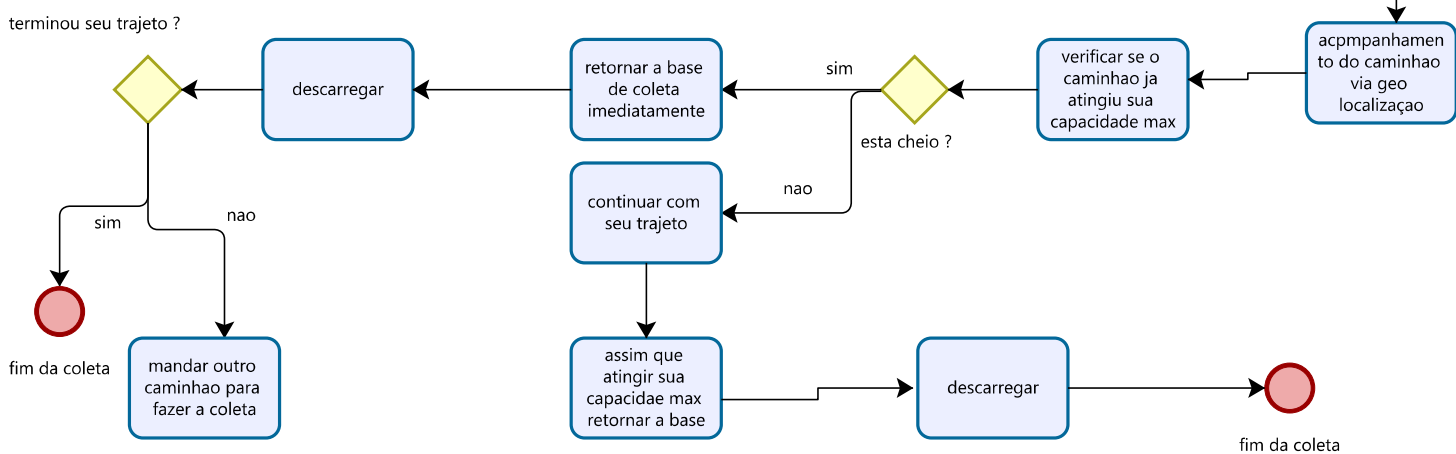 terminou seu trajeto ?
descarregar
retornar a base
de coleta
imediatamente
sim
esta cheio ?
verificar se o
caminhao ja
atingiu sua
capacidade max
acpmpanhamen
to do caminhao
via geo
localizaçao
continuar com
seu trajeto
nao
sim
nao
fim da coleta
mandar outro
caminhao para
fazer a coleta
assim que
atingir sua
capacidae max
retornar a base
descarregar
fim da coleta